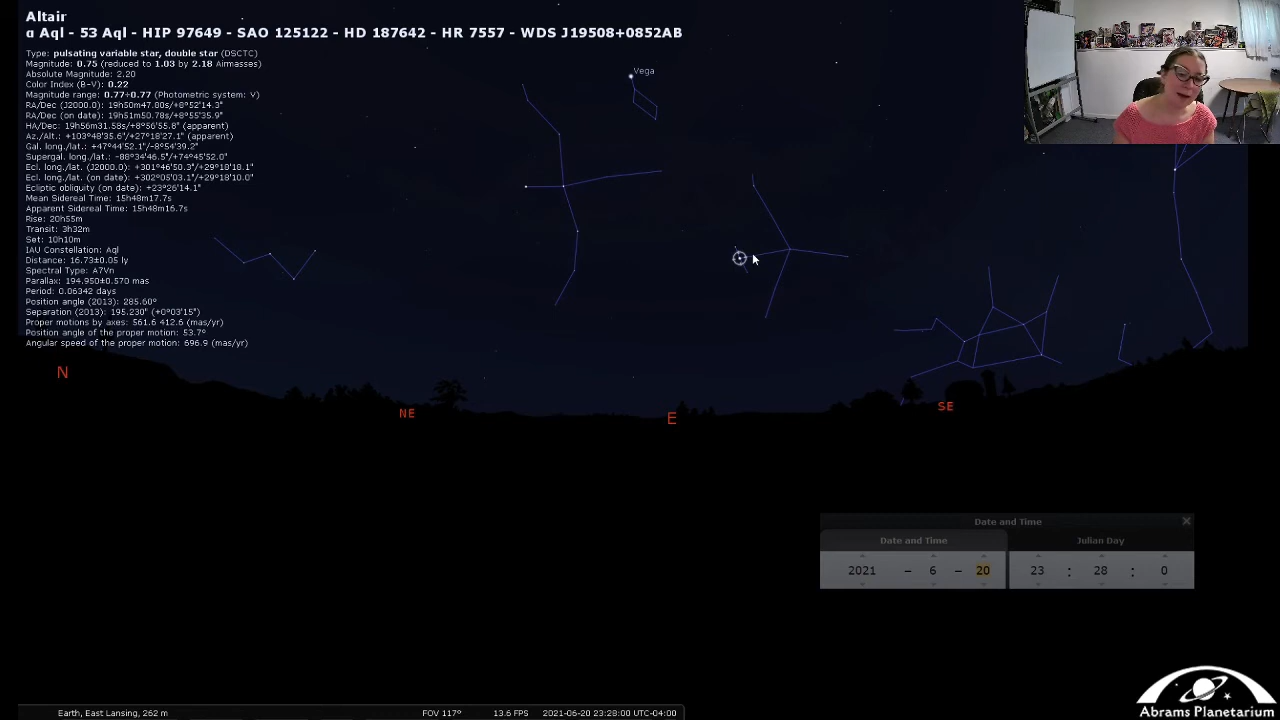 Altair
α Aql - 53 Aql - HIP 97649 - SAO 125122 - HD 187642 - HR 7557 - WDS J19508+0852AB
Type: pulsating variable star, double star (DSCTC)
Magnitude: 0.75 (reduced to 1.03 by 2.18 Airmasses)
Absolute Magnitude: 2.20
Color Index (B-V): 0.22
Magnitude range: 0.77÷0.77 (Photometric system: V)
RA/Dec (J2000.0): 19h50m47.80s/+8°52'14.3"
RA/Dec (on date): 19h51m50.78s/+8°55'35.9"
HA/Dec: 19h56m31.58s/+8°56'55.8" (apparent)
Az./Alt.: +103°48'35.6"/+27°18'27.1" (apparent)
Gal. long./lat.: +47°44'52.1"/-8°54'39.2"
Supergal. long./lat.: -88°34'46.5"/+74°45'52.0"
Ecl. long./lat. (J2000.0): +301°46'50.3"/+29°18'18.1"
Ecl. long./lat. (on date): +302°05'03.1"/+29°18'10.0"
Ecliptic obliquity (on date): +23°26'14.1"
Mean Sidereal Time: 15h48m17.7s
Apparent Sidereal Time: 15h48m16.7s
Rise: 20h55m
Transit: 3h32m
Set: 10h10m
IAU Constellation: Aql
Distance: 16.73±0.05 ly
Spectral Type: A7Vn
Parallax: 194.950±0.570 mas
Period: 0.06342 days
Position angle (2013): 285.60°
Separation (2013): 195.230" (+0°03'15")
Proper motions by axes: 561.6 412.6 (mas/yr)
Position angle of the proper motion: 53.7°
Angular speed of the proper motion: 696.9 (mas/yr)
Vega
N
NE
E
SE
Date and Time
Date and Time Julian Day
2021 - 6 - 20 23 : 28 : 0
Earth, East Lansing, 262 m FOV 117° 13.6 FPS 2021-06-20 23:28:00 UTC-04:00
Abrams Planetarium